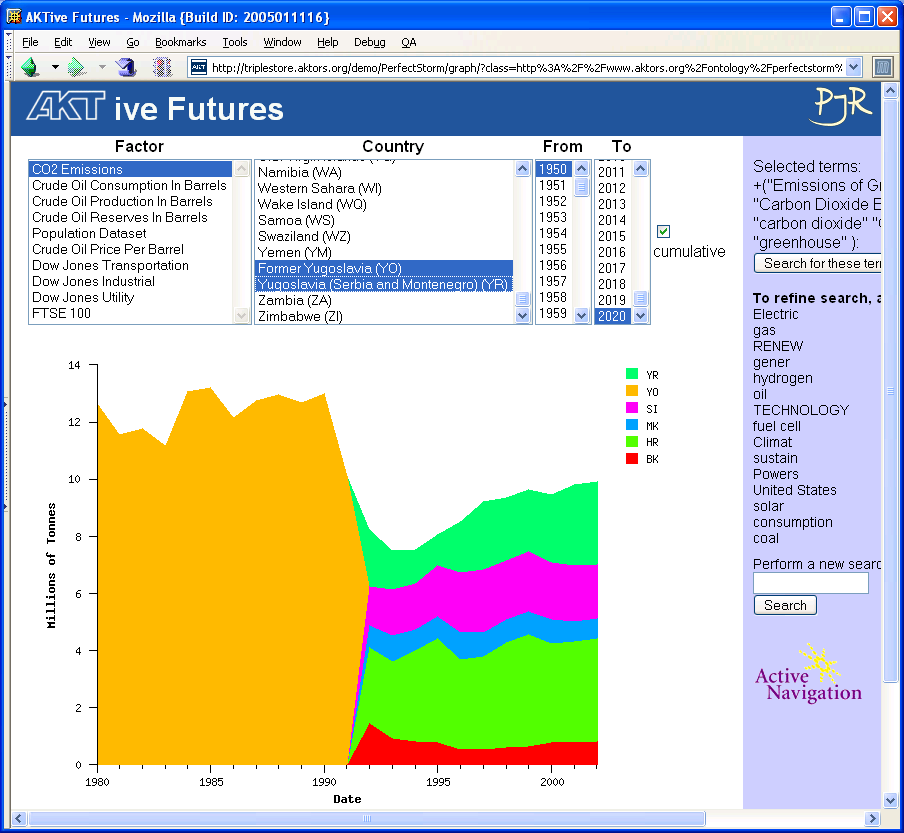 AKTive Futures - Mozilla {Build ID: 2005011116}
File Edit View Go Bookmarks Tools Window Help Debug QA
AKT http://triplestore.aktors.org/demo/PerfectStorm/graph/?class=http%3A%2F%2Fwww.aktors.org%2Fontology%2Fperfectstorm%
AKT ive Futures
PJR
Factor
CO2 Emissions
Crude Oil Consumption In Barrels
Crude Oil Production In Barrels
Crude Oil Reserves In Barrels
Population Dataset
Crude Oil Price Per Barrel
Dow Jones Transportation
Dow Jones Industrial
Dow Jones Utility
FTSE 100
Country
Namibia (WA)
Western Sahara (WI)
Wake Island (WQ)
Samoa (WS)
Swaziland (WZ)
Yemen (YM)
Former Yugoslavia (YO)
Yugoslavia (Serbia and Montenegro) (YR)
Zambia (ZA)
Zimbabwe (ZI)
From
1950
1951
1952
1953
1954
1955
1956
1957
1958
1959
To
2011
2012
2013
2014
2015
2016
2017
2018
2019
2020
cumulative
Selected terms:
+("Emissions of Gr
"Carbon Dioxide E
"carbon dioxide"
"greenhouse" ):
Search for these terr
To refine search, a
Electric
gas
RENEW
gener
hydrogen
oil
TECHNOLOGY
fuel cell
Climat
sustain
Powers
United States
solar
consumption
coal
Perform a new searc
Search
Active
Navigation
14
12
10
8
6
4
2
0
Millions of Tonnes
1980 1985 1990 1995 2000
Date
YR
YO
SI
MK
HR
BK